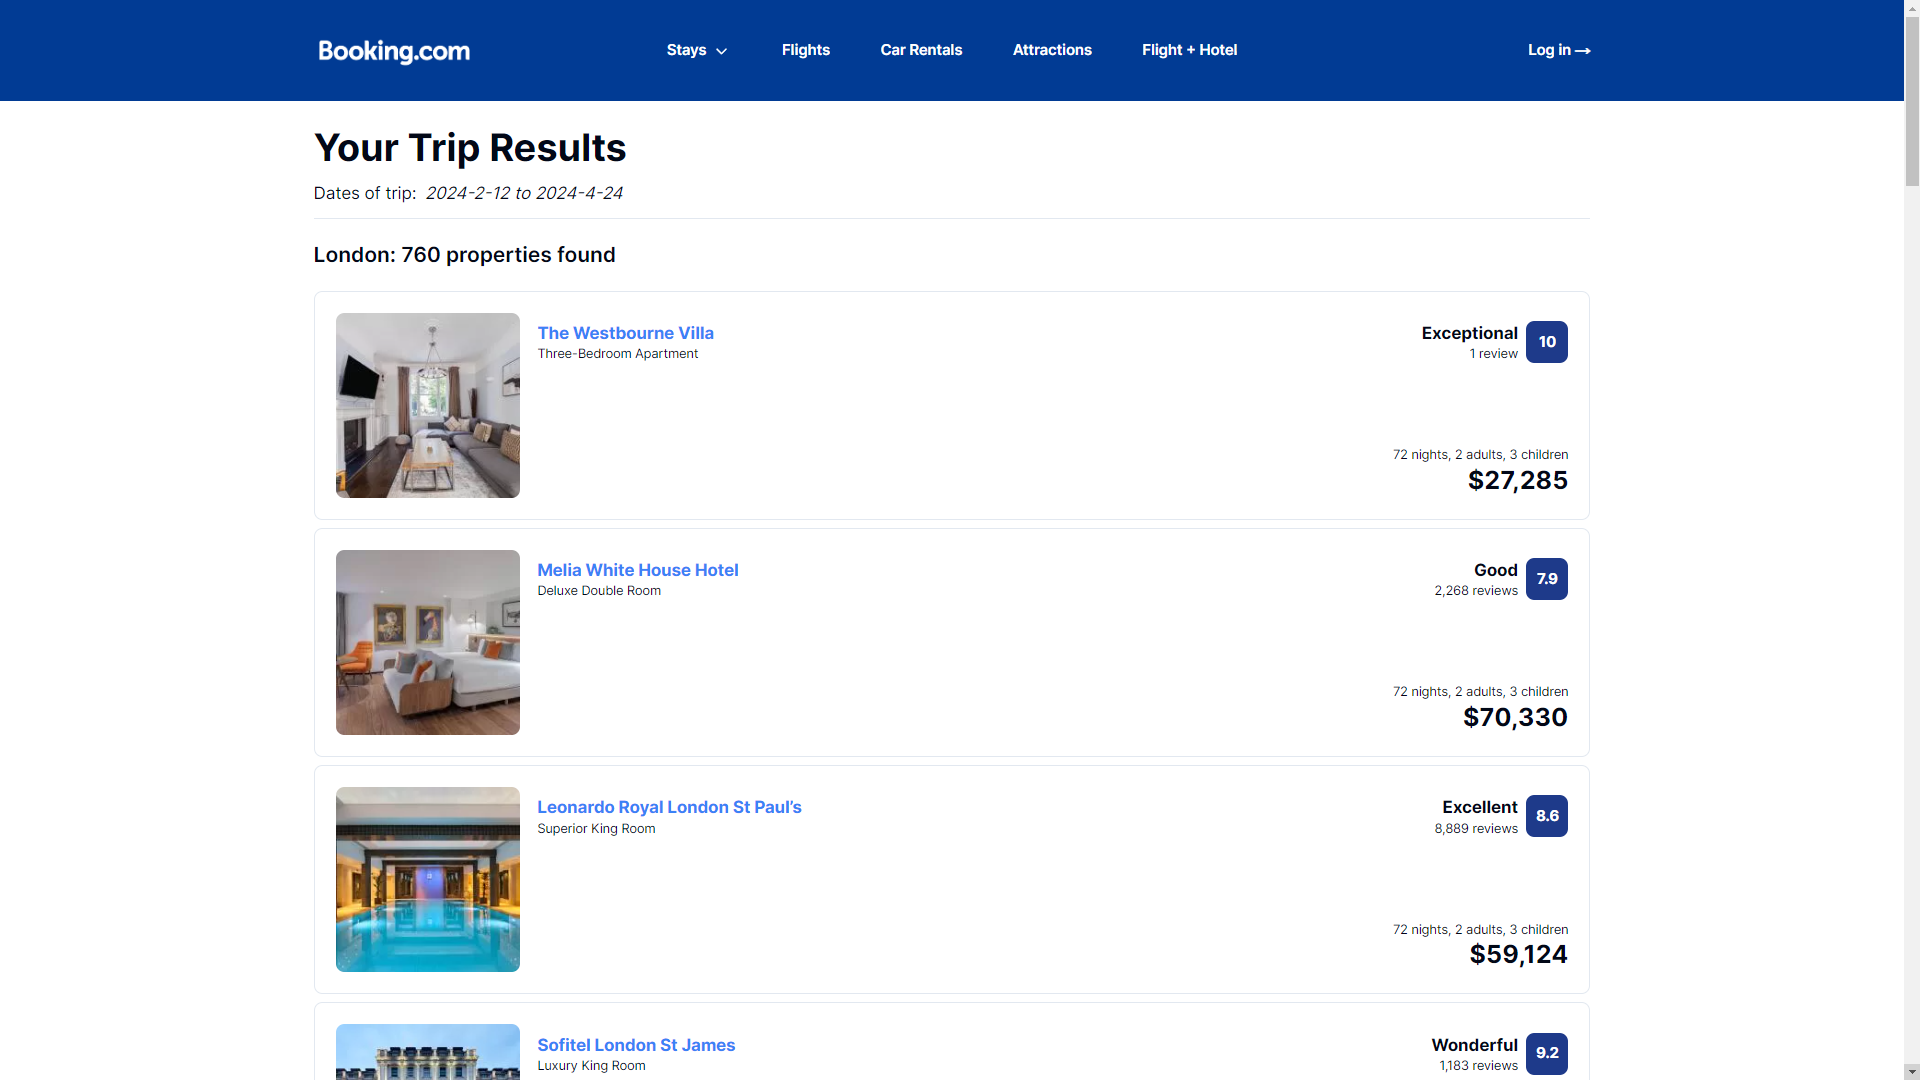 Booking.com
Stays
Flights
Car Rentals
Attractions
Flight + Hotel
Log in →
Your Trip Results
Dates of trip: 2024-2-12 to 2024-4-24
London: 760 properties found
The Westbourne Villa
Three-Bedroom Apartment
Exceptional
1 review
10
72 nights, 2 adults, 3 children
$27,285
Melia White House Hotel
Deluxe Double Room
Good
2,268 reviews
7.9
72 nights, 2 adults, 3 children
$70,330
Leonardo Royal London St Paul’s
Superior King Room
Excellent
8,889 reviews
8.6
72 nights, 2 adults, 3 children
$59,124
Sofitel London St James
Luxury King Room
Wonderful
1,183 reviews
9.2